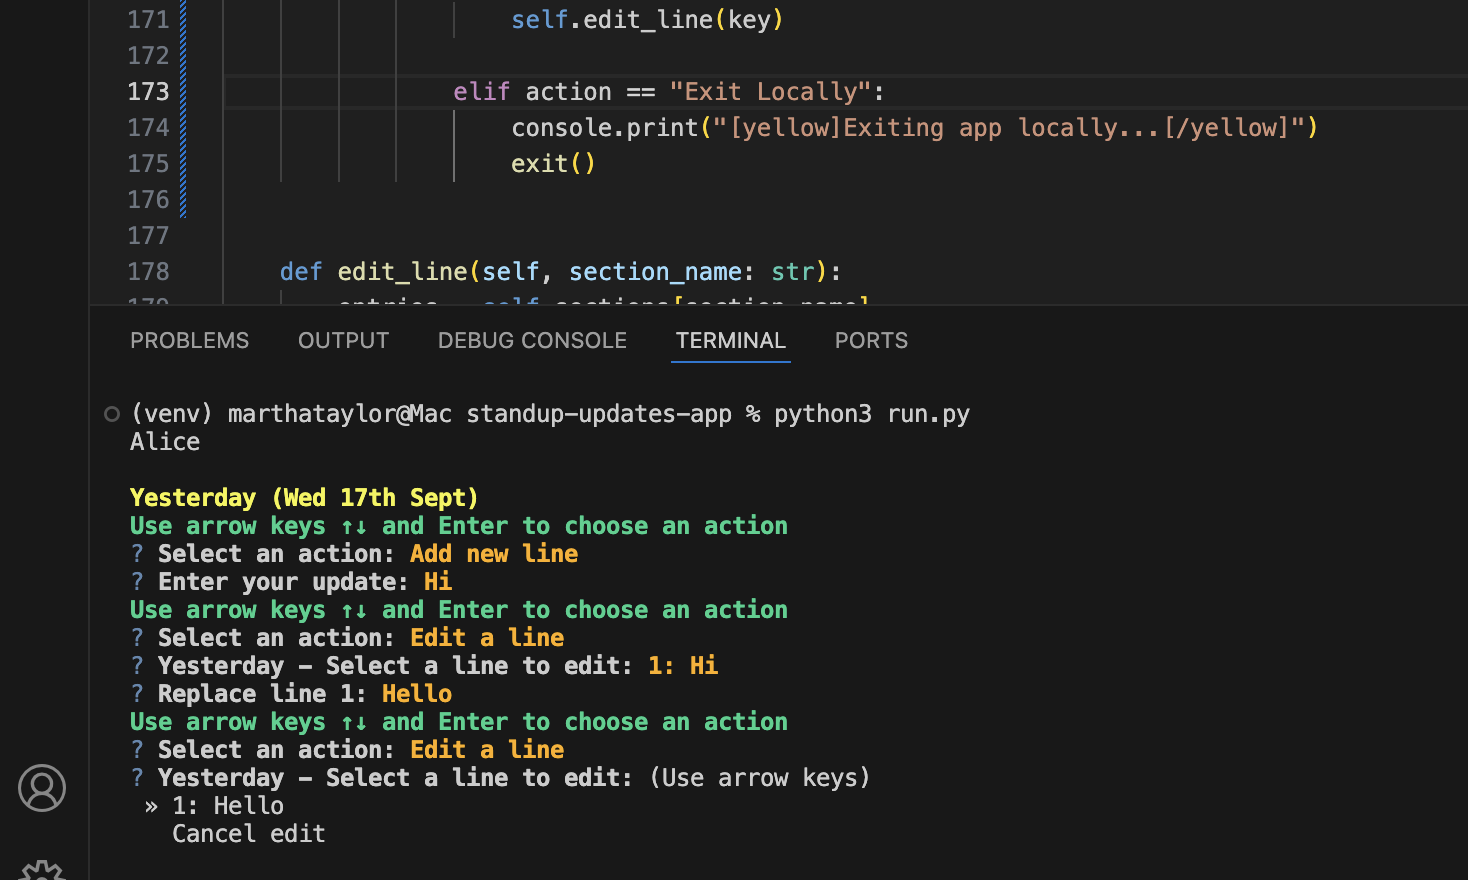 171 self.edit_line(key)
172
173 elif action == "Exit Locally":
174 console.print("[yellow]Exiting app locally...[/yellow]")
175 exit()
176
177
178 def edit_line(self, section_name: str):
179 entries = self.sections[section_name]
PROBLEMS OUTPUT DEBUG CONSOLE TERMINAL PORTS
(venv) marthataylor@Mac standup-updates-app % python3 run.py
Alice
Yesterday (Wed 17th Sept)
Use arrow keys ↑↓ and Enter to choose an action
? Select an action: Add new line
? Enter your update: Hi
Use arrow keys ↑↓ and Enter to choose an action
? Select an action: Edit a line
? Yesterday – Select a line to edit: 1: Hi
? Replace line 1: Hello
Use arrow keys ↑↓ and Enter to choose an action
? Select an action: Edit a line
? Yesterday – Select a line to edit: (Use arrow keys)
» 1: Hello
Cancel edit